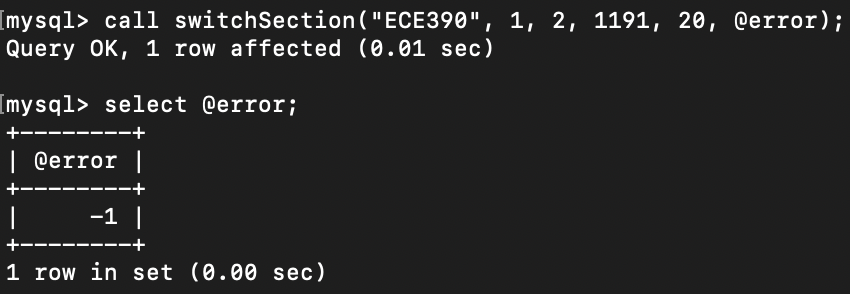 [mysql> call switchSection("ECE390", 1, 2, 1191, 20, @error);
Query OK, 1 row affected (0.01 sec)
[mysql> select @error;
+--------+
| @error |
+--------+
|     -1 |
+--------+
1 row in set (0.00 sec)